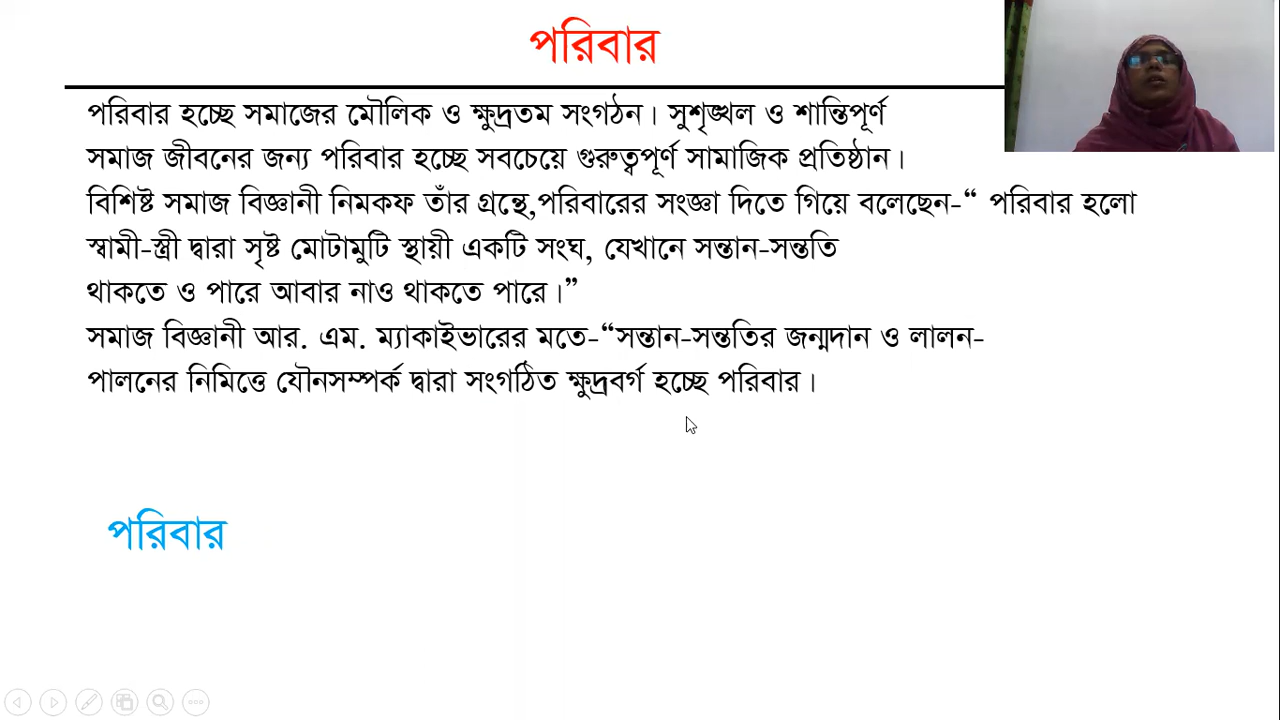 পরিবার
পরিবার হচ্ছে সমাজের মৌলিক ও ক্ষুদ্রতম সংগঠন। সুশৃঙ্খল ও শান্তিপূর্ণ
সমাজ জীবনের জন্য পরিবার হচ্ছে সবচেয়ে গুরুত্বপূর্ণ সামাজিক প্রতিষ্ঠান।
বিশিষ্ট সমাজ বিজ্ঞানী নিমকফ তাঁর গ্রন্থে,পরিবারের সংজ্ঞা দিতে গিয়ে বলেছেন-“ পরিবার হলো
স্বামী-স্ত্রী দ্বারা সৃষ্ট মোটামুটি স্থায়ী একটি সংঘ, যেখানে সন্তান-সন্ততি
থাকতে ও পারে আবার নাও থাকতে পারে।”
সমাজ বিজ্ঞানী আর. এম. ম্যাকাইভারের মতে-“সন্তান-সন্ততির জন্মদান ও লালন-
পালনের নিমিত্তে যৌনসম্পর্ক দ্বারা সংগঠিত ক্ষুদ্রবর্গ হচ্ছে পরিবার।
পরিবার